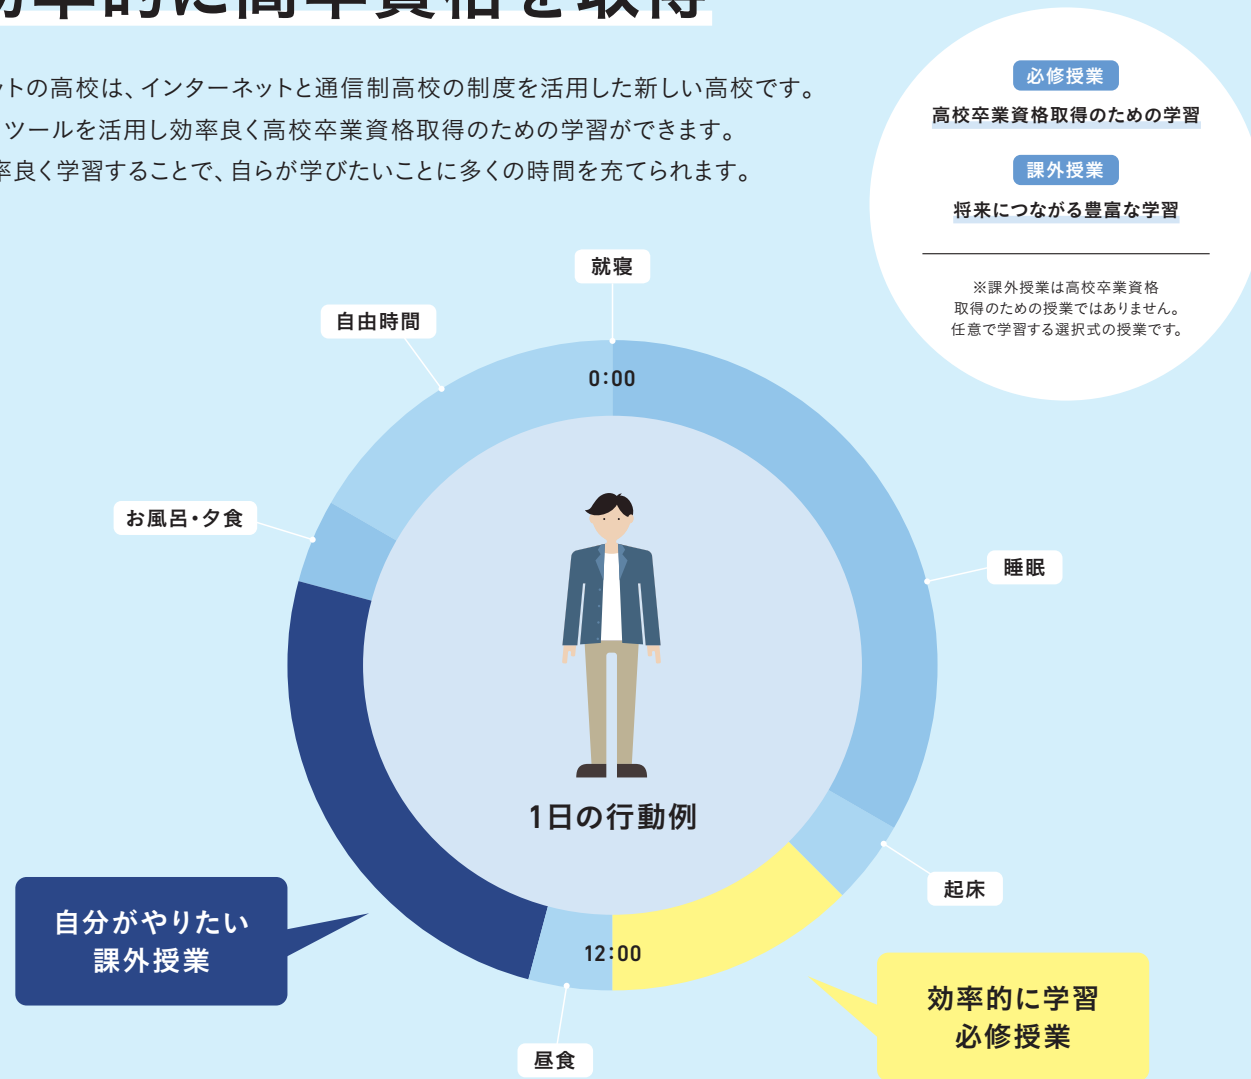 効率的に高卒資格を取得
ットの高校は、インターネットと通信制高校の制度を活用した新しい高校です。
ツールを活用し効率良く高校卒業資格取得のための学習ができます。
率良く学習することで、自らが学びたいことに多くの時間を充てられます。
必修授業
高校卒業資格取得のための学習
課外授業
将来につながる豊富な学習
※課外授業は高校卒業資格
取得のための授業ではありません。
任意で学習する選択式の授業です。
就寝
自由時間
0:00
お風呂・夕食
睡眠
1日の行動例
起床
自分がやりたい
課外授業
12:00
効率的に学習
必修授業
昼食